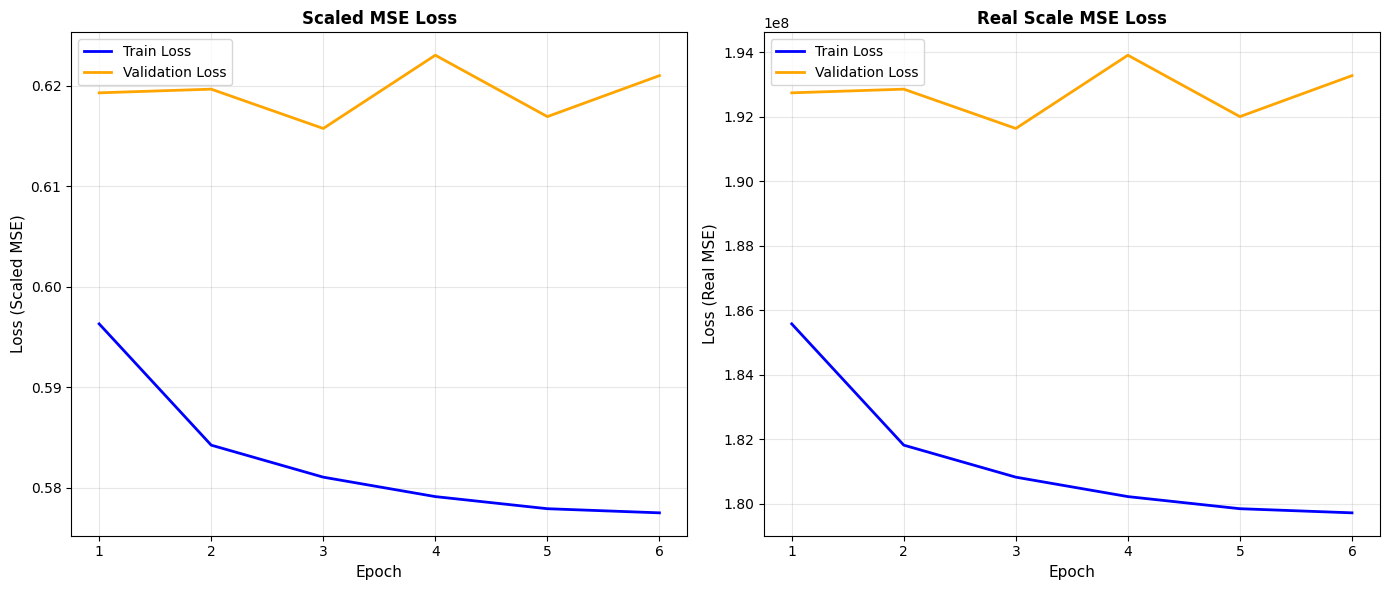 Scaled MSE Loss
Train Loss
Validation Loss
0.62
0.61
0.60
0.59
0.58
Loss (Scaled MSE)
1 2 3 4 5 6
Epoch
Real Scale MSE Loss
1e8
Train Loss
Validation Loss
1.94
1.92
1.90
1.88
1.86
1.84
1.82
1.80
Loss (Real MSE)
1 2 3 4 5 6
Epoch